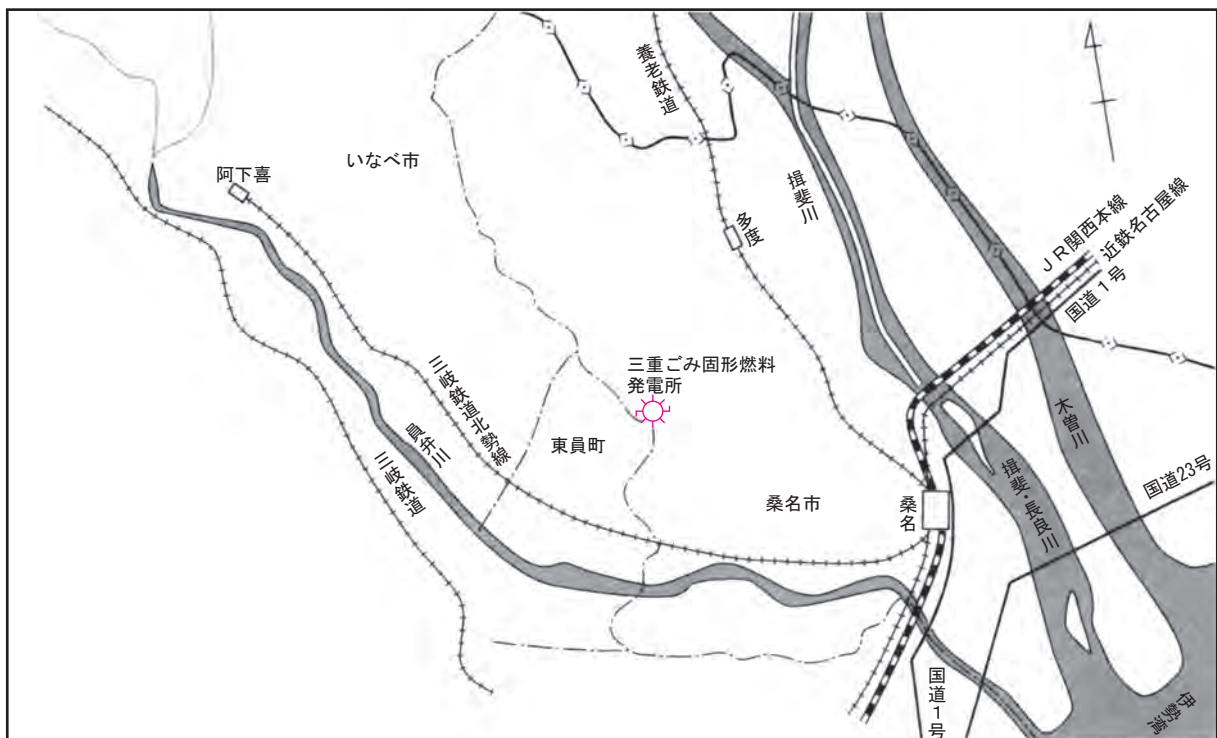 養老鉄道
いなべ市
阿下喜
揖斐川
多度
JR関西本線
近鉄名古屋線
国道1号
三重ごみ固形燃料
発電所
三岐鉄道北勢線
員弁川
東員町
三岐鉄道
木曽川
国道23号
桑名市
桑名
揖斐・長良川
国道1号
伊勢湾